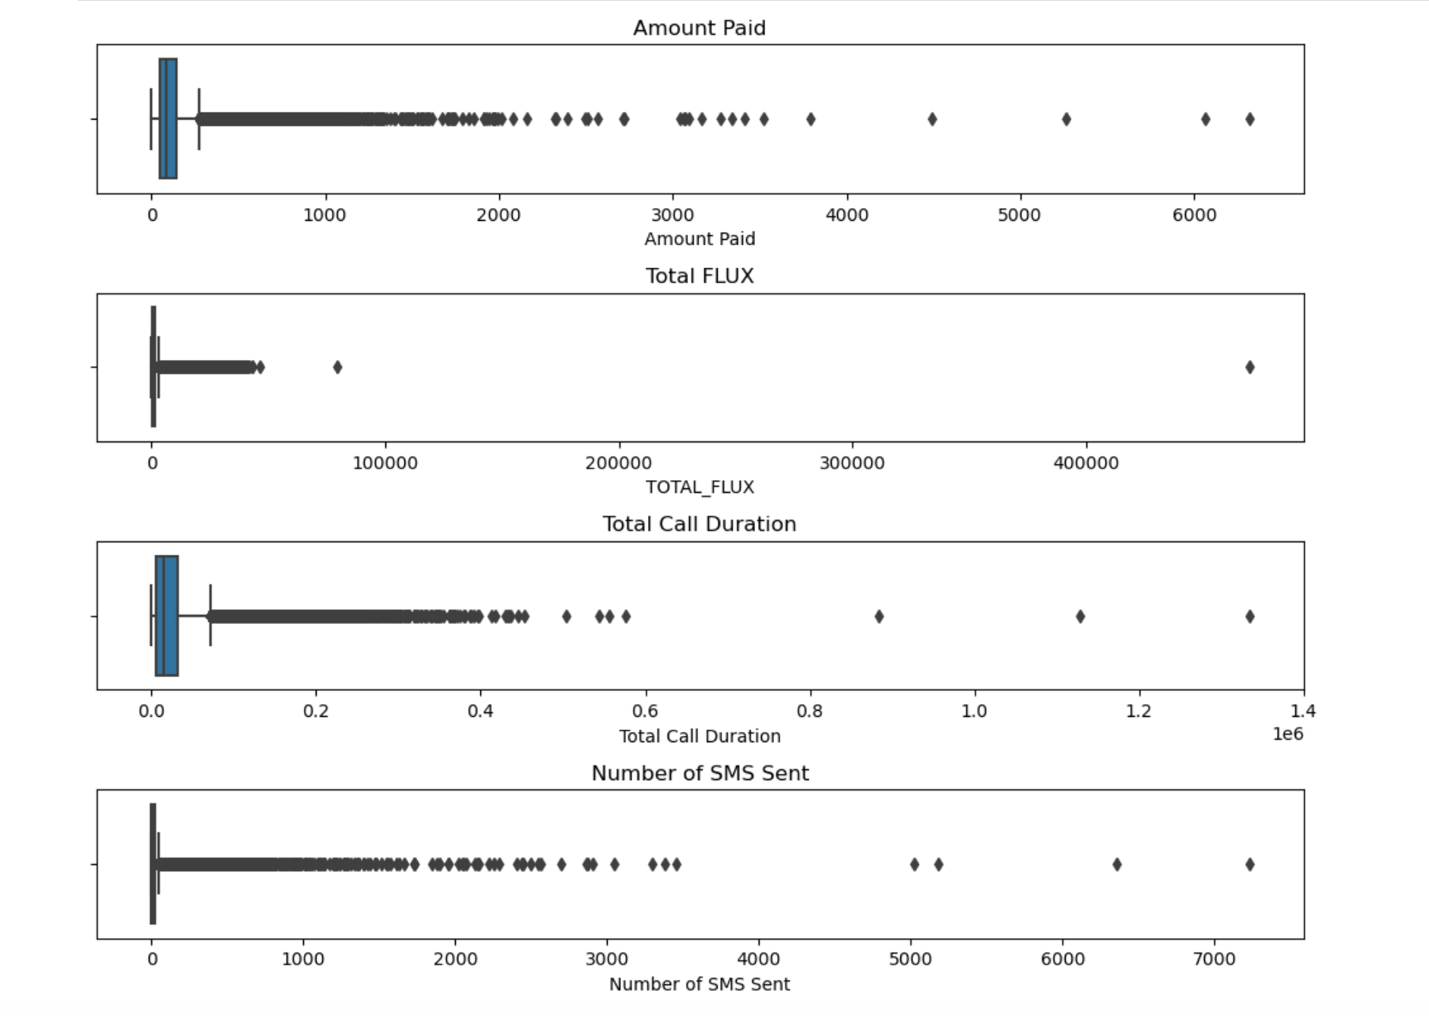 Amount Paid
0 1000 2000 3000 4000 5000 6000
Amount Paid
Total FLUX
0 100000 200000 300000 400000
TOTAL_FLUX
Total Call Duration
0.0 0.2 0.4 0.6 0.8 1.0 1.2 1.4
1e6
Total Call Duration
Number of SMS Sent
0 1000 2000 3000 4000 5000 6000 7000
Number of SMS Sent